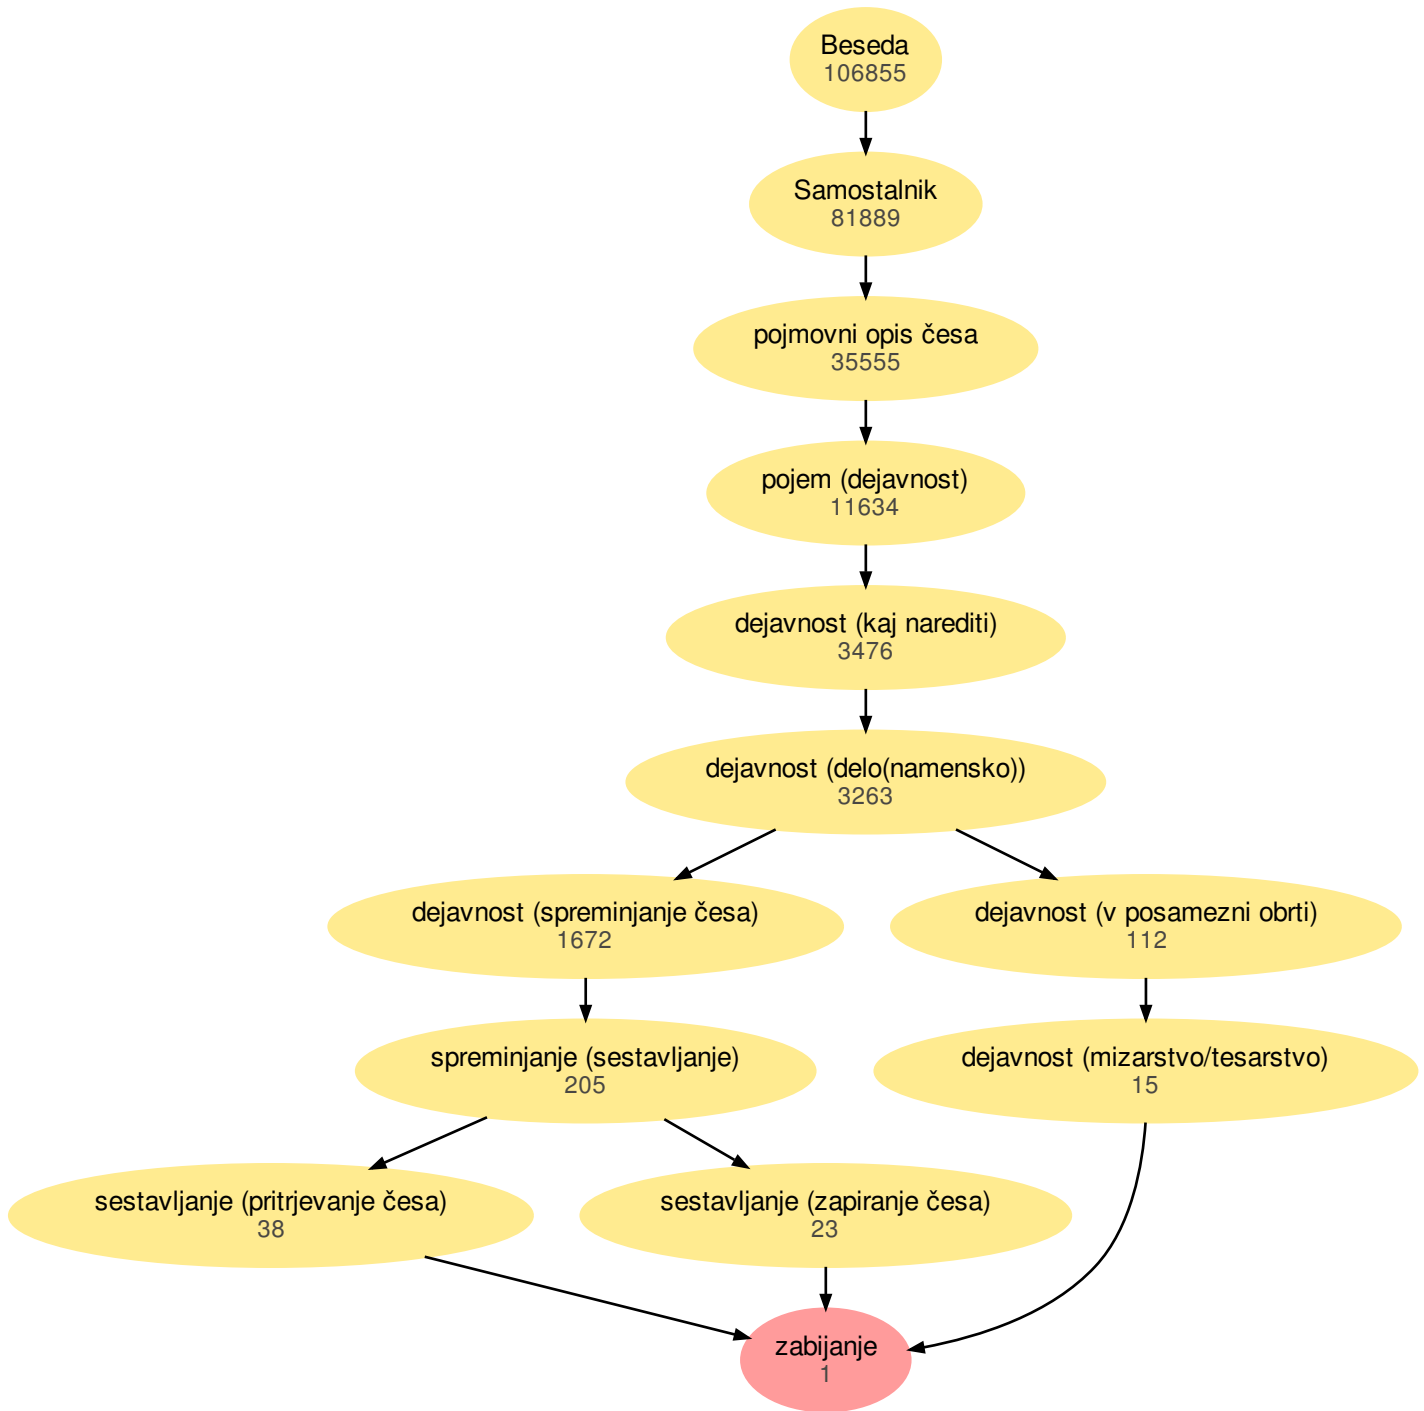 Beseda
106855
Samostalnik
81889
pojmovni opis česa
35555
pojem (dejavnost)
11634
dejavnost (kaj narediti)
3476
dejavnost (delo(namensko))
3263
dejavnost (spreminjanje česa)
1672
dejavnost (v posamezni obrti)
112
spreminjanje (sestavljanje)
205
dejavnost (mizarstvo/tesarstvo)
15
sestavljanje (pritrjevanje česa)
38
sestavljanje (zapiranje česa)
23
zabijanje
1